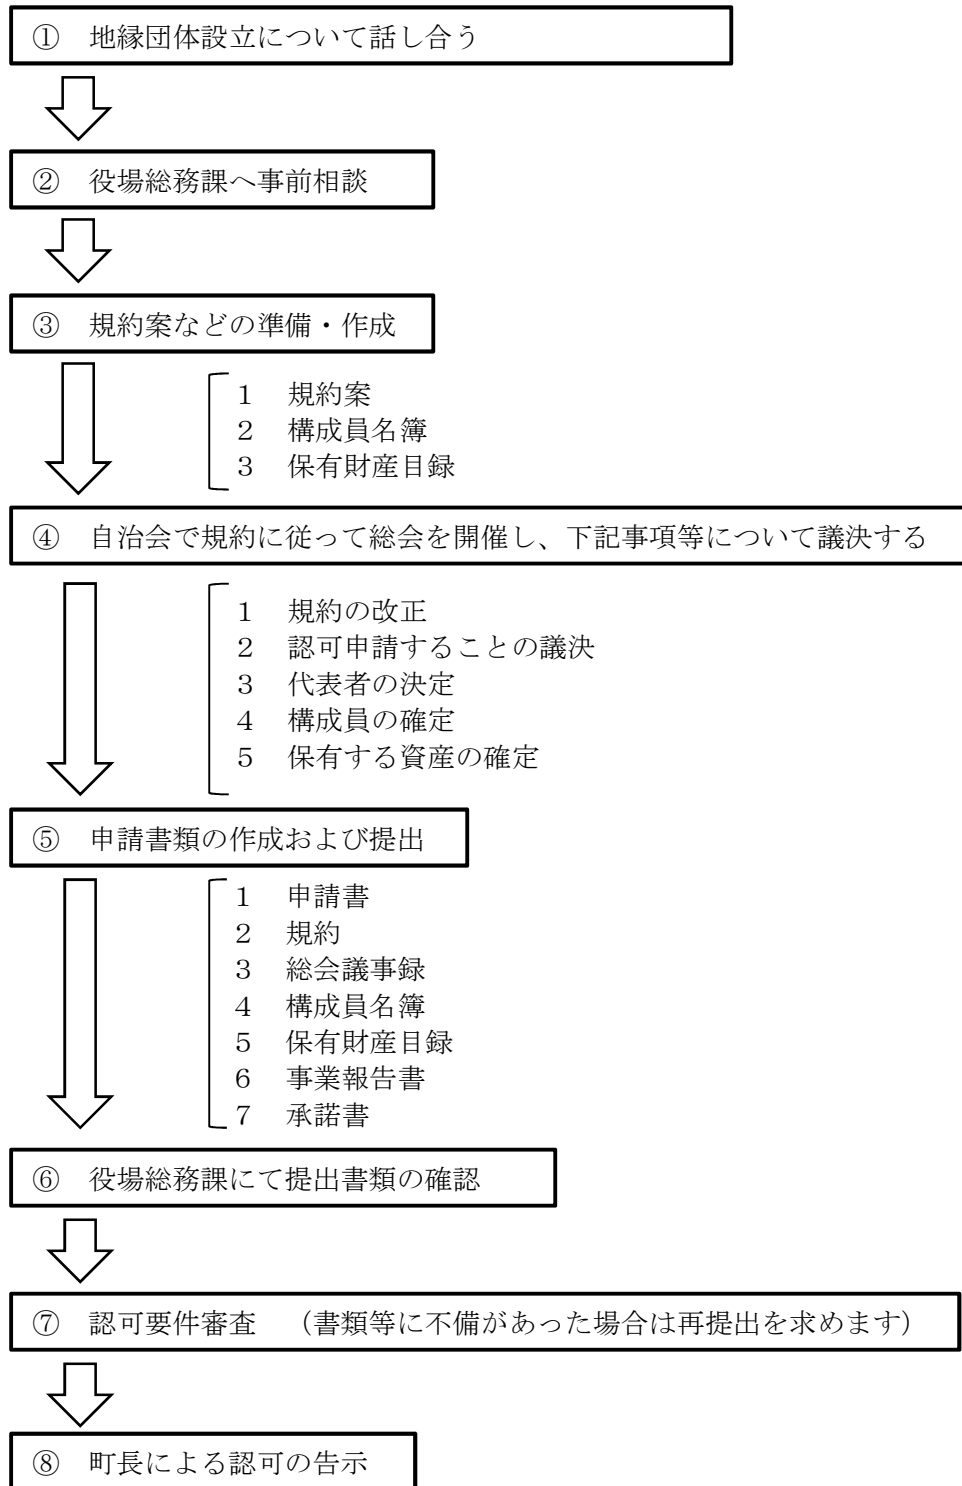 ① 地縁団体設立について話し合う
② 役場総務課へ事前相談
③ 規約案などの準備・作成
1 規約案
2 構成員名簿
3 保有財産目録
④ 自治会で規約に従って総会を開催し、下記事項等について議決する
1 規約の改正
2 認可申請することの議決
3 代表者の決定
4 構成員の確定
5 保有する資産の確定
⑤ 申請書類の作成および提出
1 申請書
2 規約
3 総会議事録
4 構成員名簿
5 保有財産目録
6 事業報告書
7 承諾書
⑥ 役場総務課にて提出書類の確認
⑦ 認可要件審査 （書類等に不備があった場合は再提出を求めます）
⑧ 町長による認可の告示